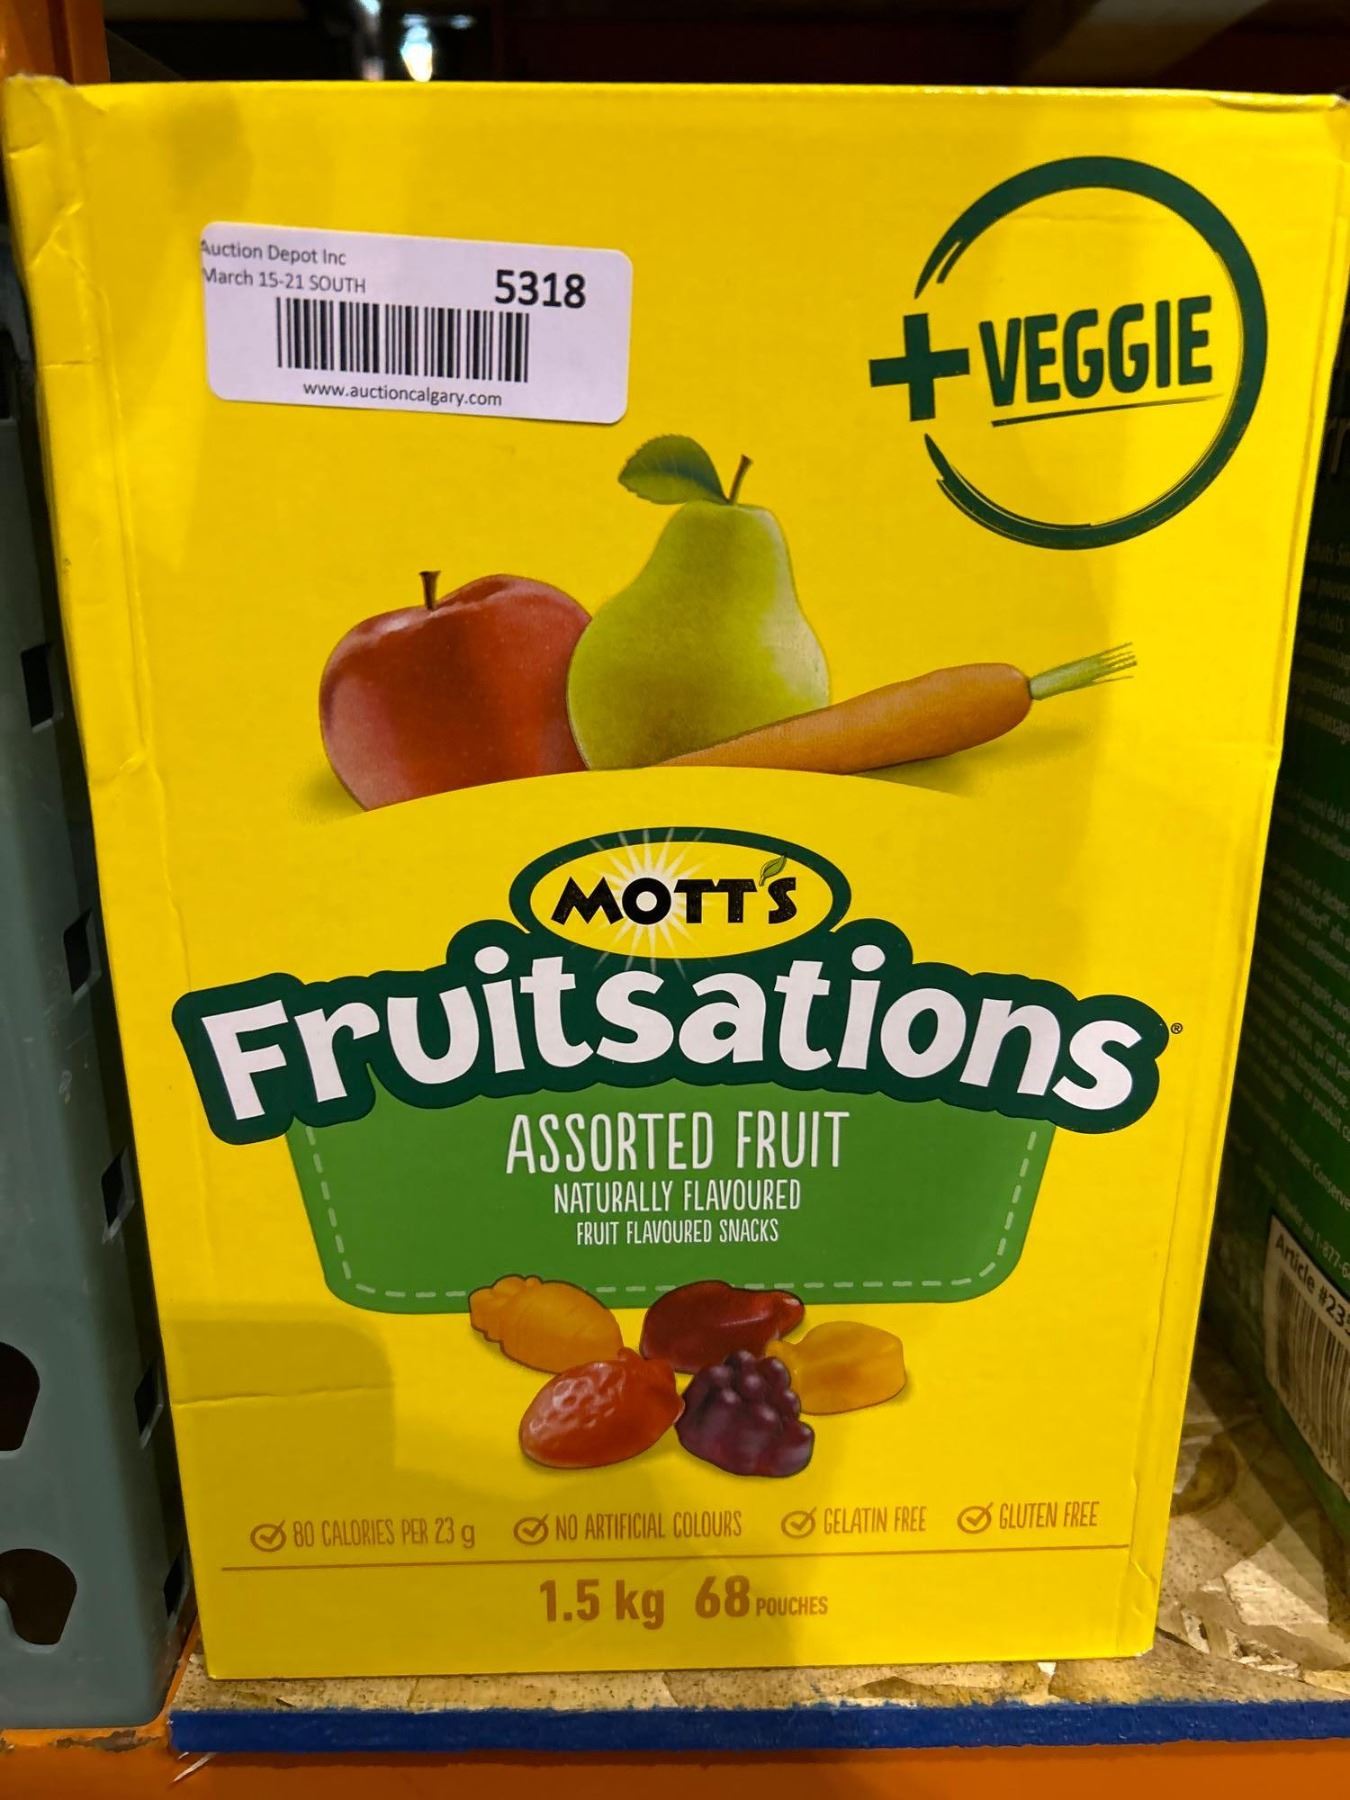 Auction Depot Inc
March 15-21 SOUTH
5318
www.auctioncalgary.com
+VEGGIE
MOTT'S
Fruitsations®
ASSORTED FRUIT
NATURALLY FLAVOURED
FRUIT FLAVOURED SNACKS
80 CALORIES PER 23 g
NO ARTIFICIAL COLOURS
GELATIN FREE
GLUTEN FREE
1.5 kg 68 POUCHES
Article